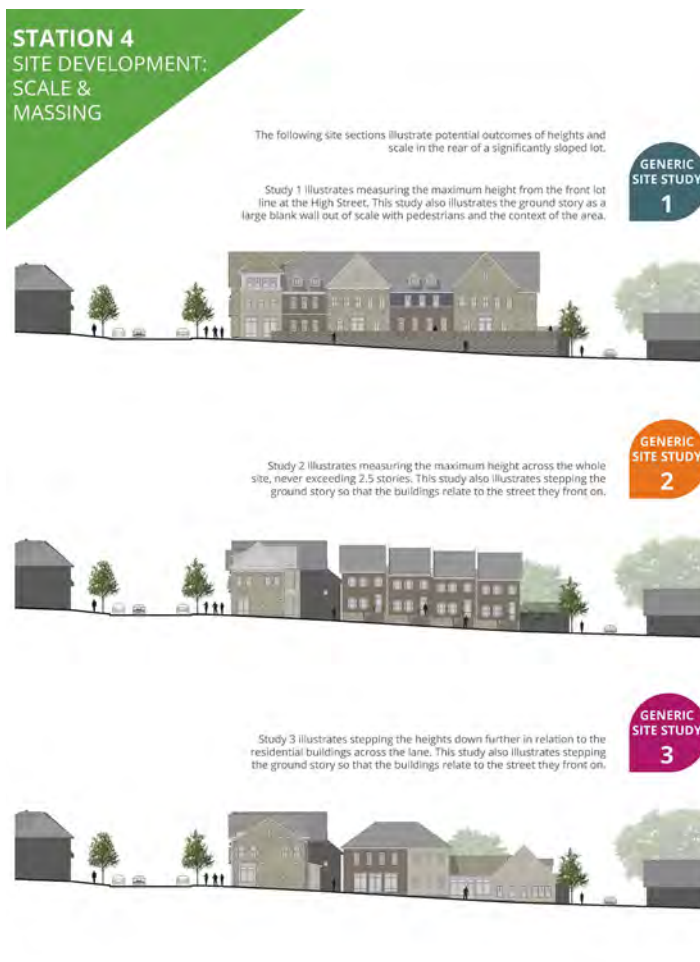 STATION 4
SITE DEVELOPMENT:
SCALE &
MASSING
The following site sections illustrate potential outcomes of heights and
scale in the rear of a significantly sloped lot.
GENERIC
SITE STUDY
1
Study 1 illustrates measuring the maximum height from the front lot
line at the High Street. This study also illustrates the ground story as a
large blank wall out of scale with pedestrians and the context of the area.
GENERIC
SITE STUDY
2
Study 2 illustrates measuring the maximum height across the whole
site, never exceeding 2.5 stories. This study also illustrates stepping the
ground story so that the buildings relate to the street they front on.
GENERIC
SITE STUDY
3
Study 3 illustrates stepping the heights down further in relation to the
residential buildings across the lane. This study also illustrates stepping
the ground story so that the buildings relate to the street they front on.